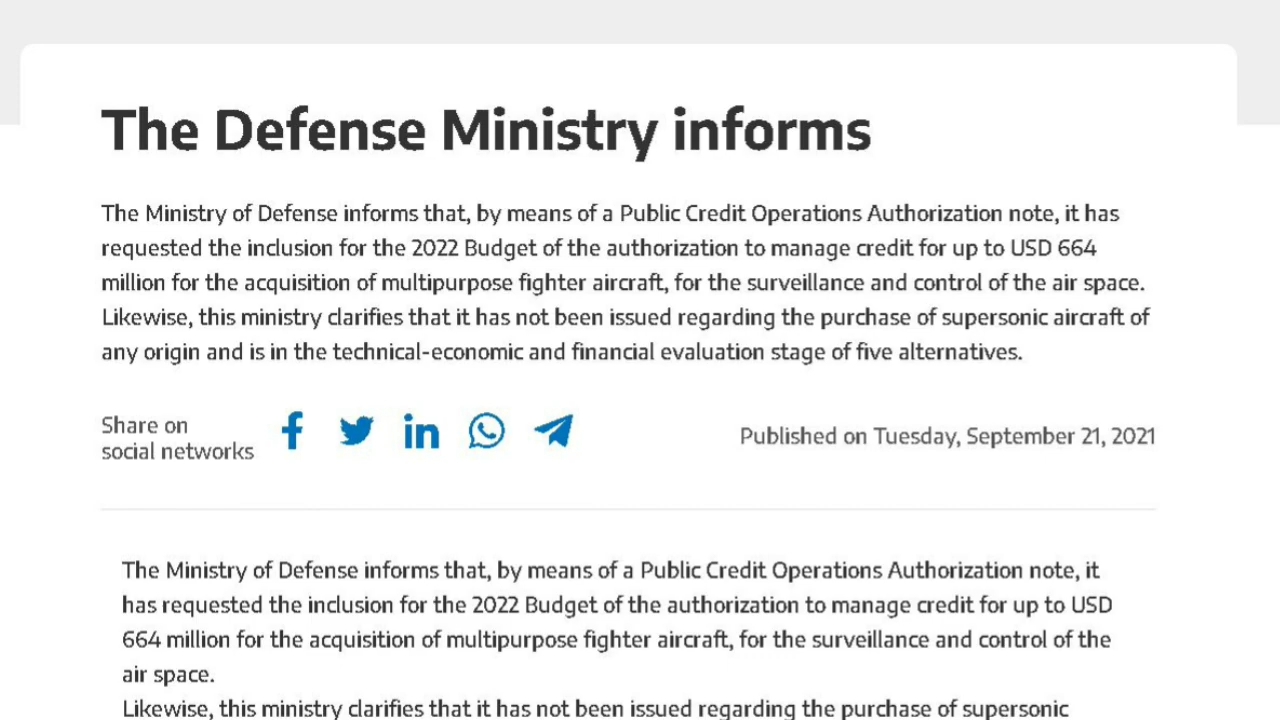 The Defense Ministry informs
The Ministry of Defense informs that, by means of a Public Credit Operations Authorization note, it has
requested the inclusion for the 2022 Budget of the authorization to manage credit for up to USD 664
million for the acquisition of multipurpose fighter aircraft, for the surveillance and control of the air space.
Likewise, this ministry clarifies that it has not been issued regarding the purchase of supersonic aircraft of
any origin and is in the technical-economic and financial evaluation stage of five alternatives.
Share on
social networks
Published on Tuesday, September 21, 2021
The Ministry of Defense informs that, by means of a Public Credit Operations Authorization note, it
has requested the inclusion for the 2022 Budget of the authorization to manage credit for up to USD
664 million for the acquisition of multipurpose fighter aircraft, for the surveillance and control of the
air space.
Likewise, this ministry clarifies that it has not been issued regarding the purchase of supersonic